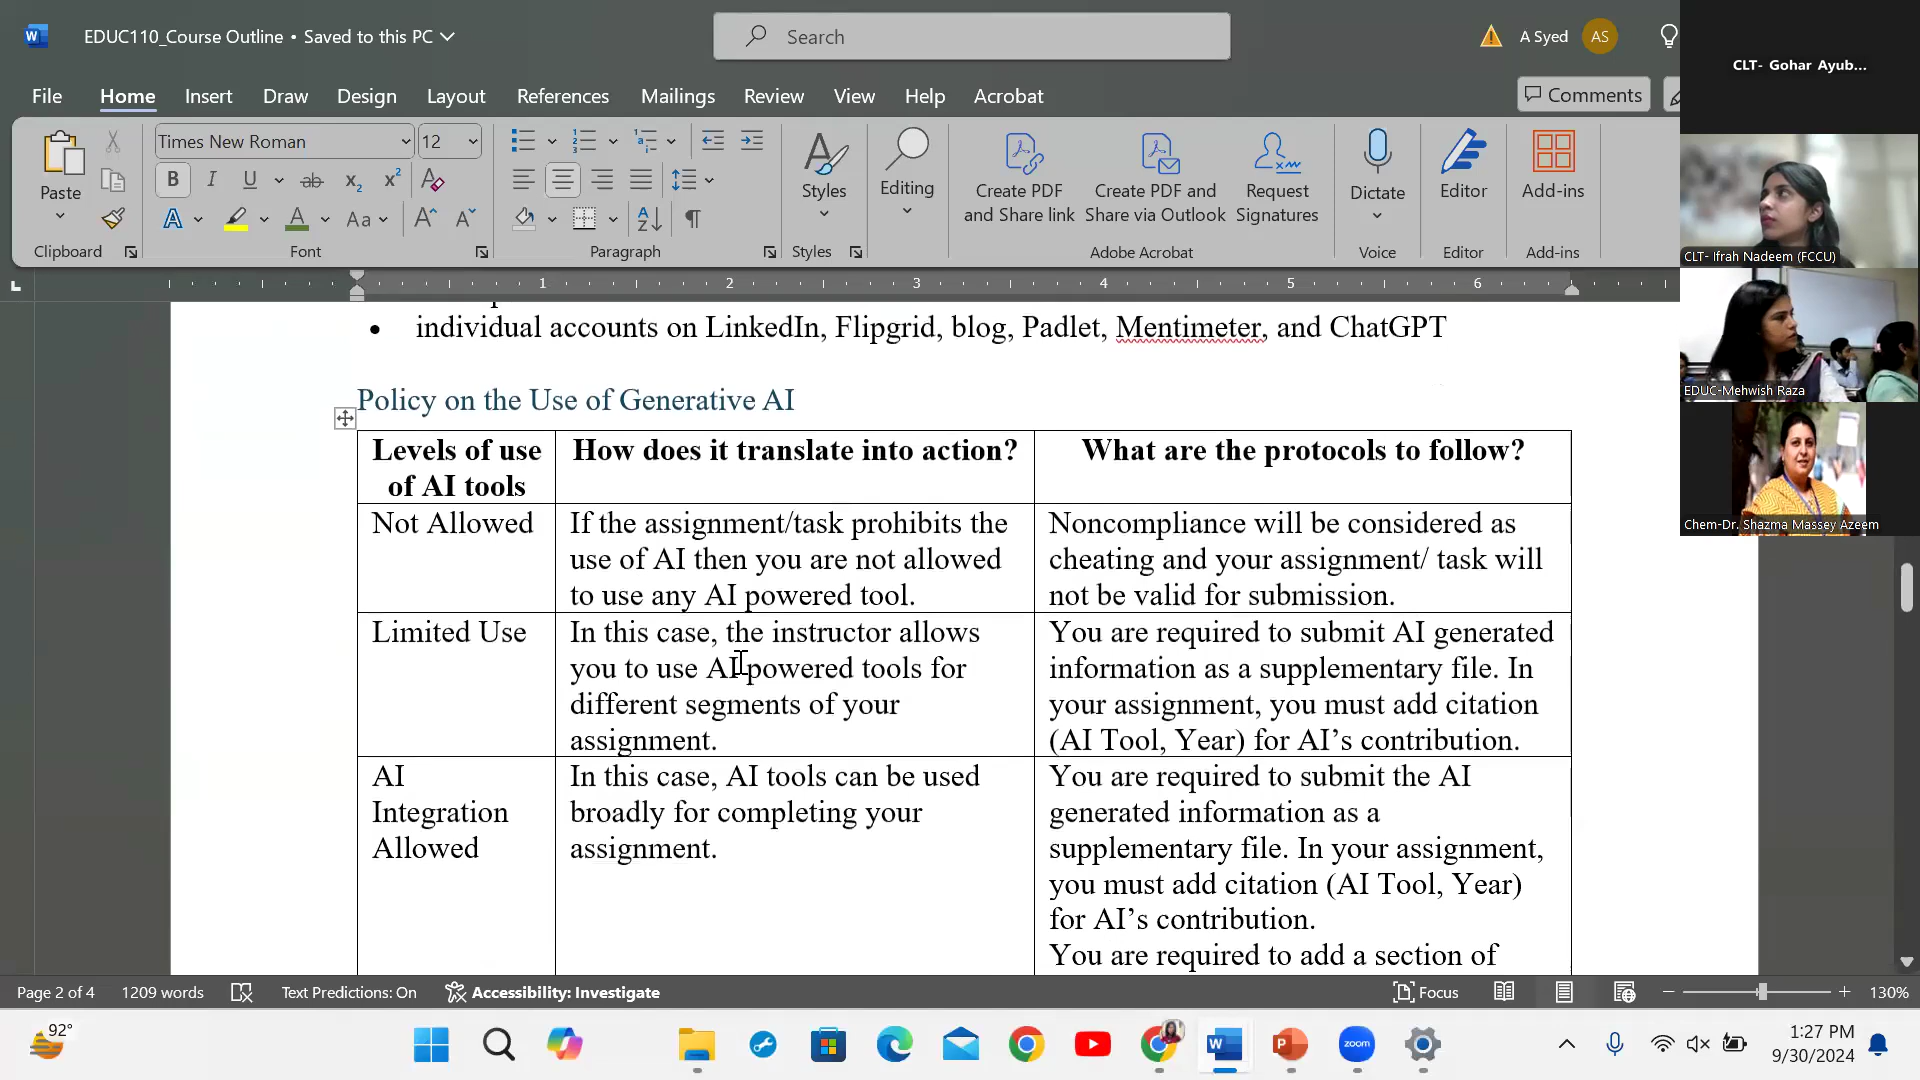 EDUC110_Course Outline • Saved to this PC
Search
A Syed
AS
File
Home
Insert
Draw
Design
Layout
References
Mailings
Review
View
Help
Acrobat
Comments
Paste
Clipboard
Times New Roman
12
Font
Paragraph
Styles
Styles
Editing
Create PDF
and Share link
Create PDF and
Share via Outlook
Request
Signatures
Adobe Acrobat
Dictate
Voice
Editor
Editor
Add-ins
Add-ins
1 2 3 4 5 6
• individual accounts on LinkedIn, Flipgrid, blog, Padlet, Mentimeter, and ChatGPT
Policy on the Use of Generative AI
Levels of use
of AI tools
How does it translate into action?
What are the protocols to follow?
Not Allowed
If the assignment/task prohibits the
use of AI then you are not allowed
to use any AI powered tool.
Noncompliance will be considered as
cheating and your assignment/ task will
not be valid for submission.
Limited Use
In this case, the instructor allows
you to use AI powered tools for
different segments of your
assignment.
You are required to submit AI generated
information as a supplementary file. In
your assignment, you must add citation
(AI Tool, Year) for AI’s contribution.
AI
Integration
Allowed
In this case, AI tools can be used
broadly for completing your
assignment.
You are required to submit the AI
generated information as a
supplementary file. In your assignment,
you must add citation (AI Tool, Year)
for AI’s contribution.
You are required to add a section of
CLT- Gohar Ayub...
CLT- Ifrah Nadeem (FCCU)
EDUC-Mehwish Raza
Chem-Dr. Shazma Massey Azeem
Page 2 of 4
1209 words
Text Predictions: On
Accessibility: Investigate
Focus
130%
92°
zoom
1:27 PM
9/30/2024